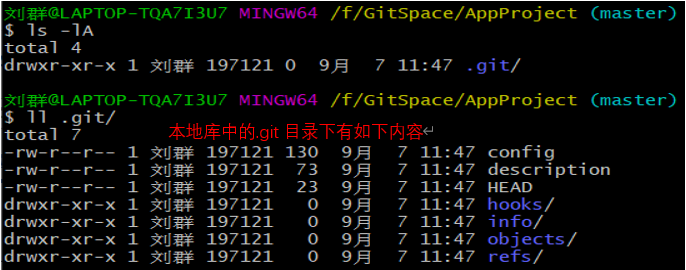 刘群@LAPTOP-TQA7I3U7 MINGW64 /f/GitSpace/AppProject (master)
$ ls -lA
total 4
drwxr-xr-x 1 刘群 197121 0  9月  7 11:47 .git/
刘群@LAPTOP-TQA7I3U7 MINGW64 /f/GitSpace/AppProject (master)
$ ll .git/
total 7 本地库中的.git 目录下有如下内容↵
-rw-r--r-- 1 刘群 197121 130  9月  7 11:47 config
-rw-r--r-- 1 刘群 197121  73  9月  7 11:47 description
-rw-r--r-- 1 刘群 197121  23  9月  7 11:47 HEAD
drwxr-xr-x 1 刘群 197121   0  9月  7 11:47 hooks/
drwxr-xr-x 1 刘群 197121   0  9月  7 11:47 info/
drwxr-xr-x 1 刘群 197121   0  9月  7 11:47 objects/
drwxr-xr-x 1 刘群 197121   0  9月  7 11:47 refs/